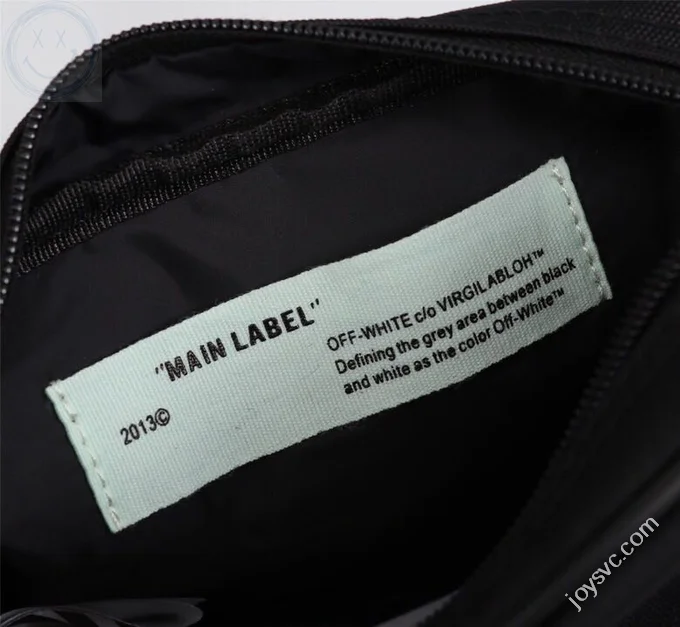 "MAIN LABEL"
2013©
OFF-WHITE c/o VIRGILABLOH™
Defining the grey area between black
and white as the color Off-White™
joysvc.com